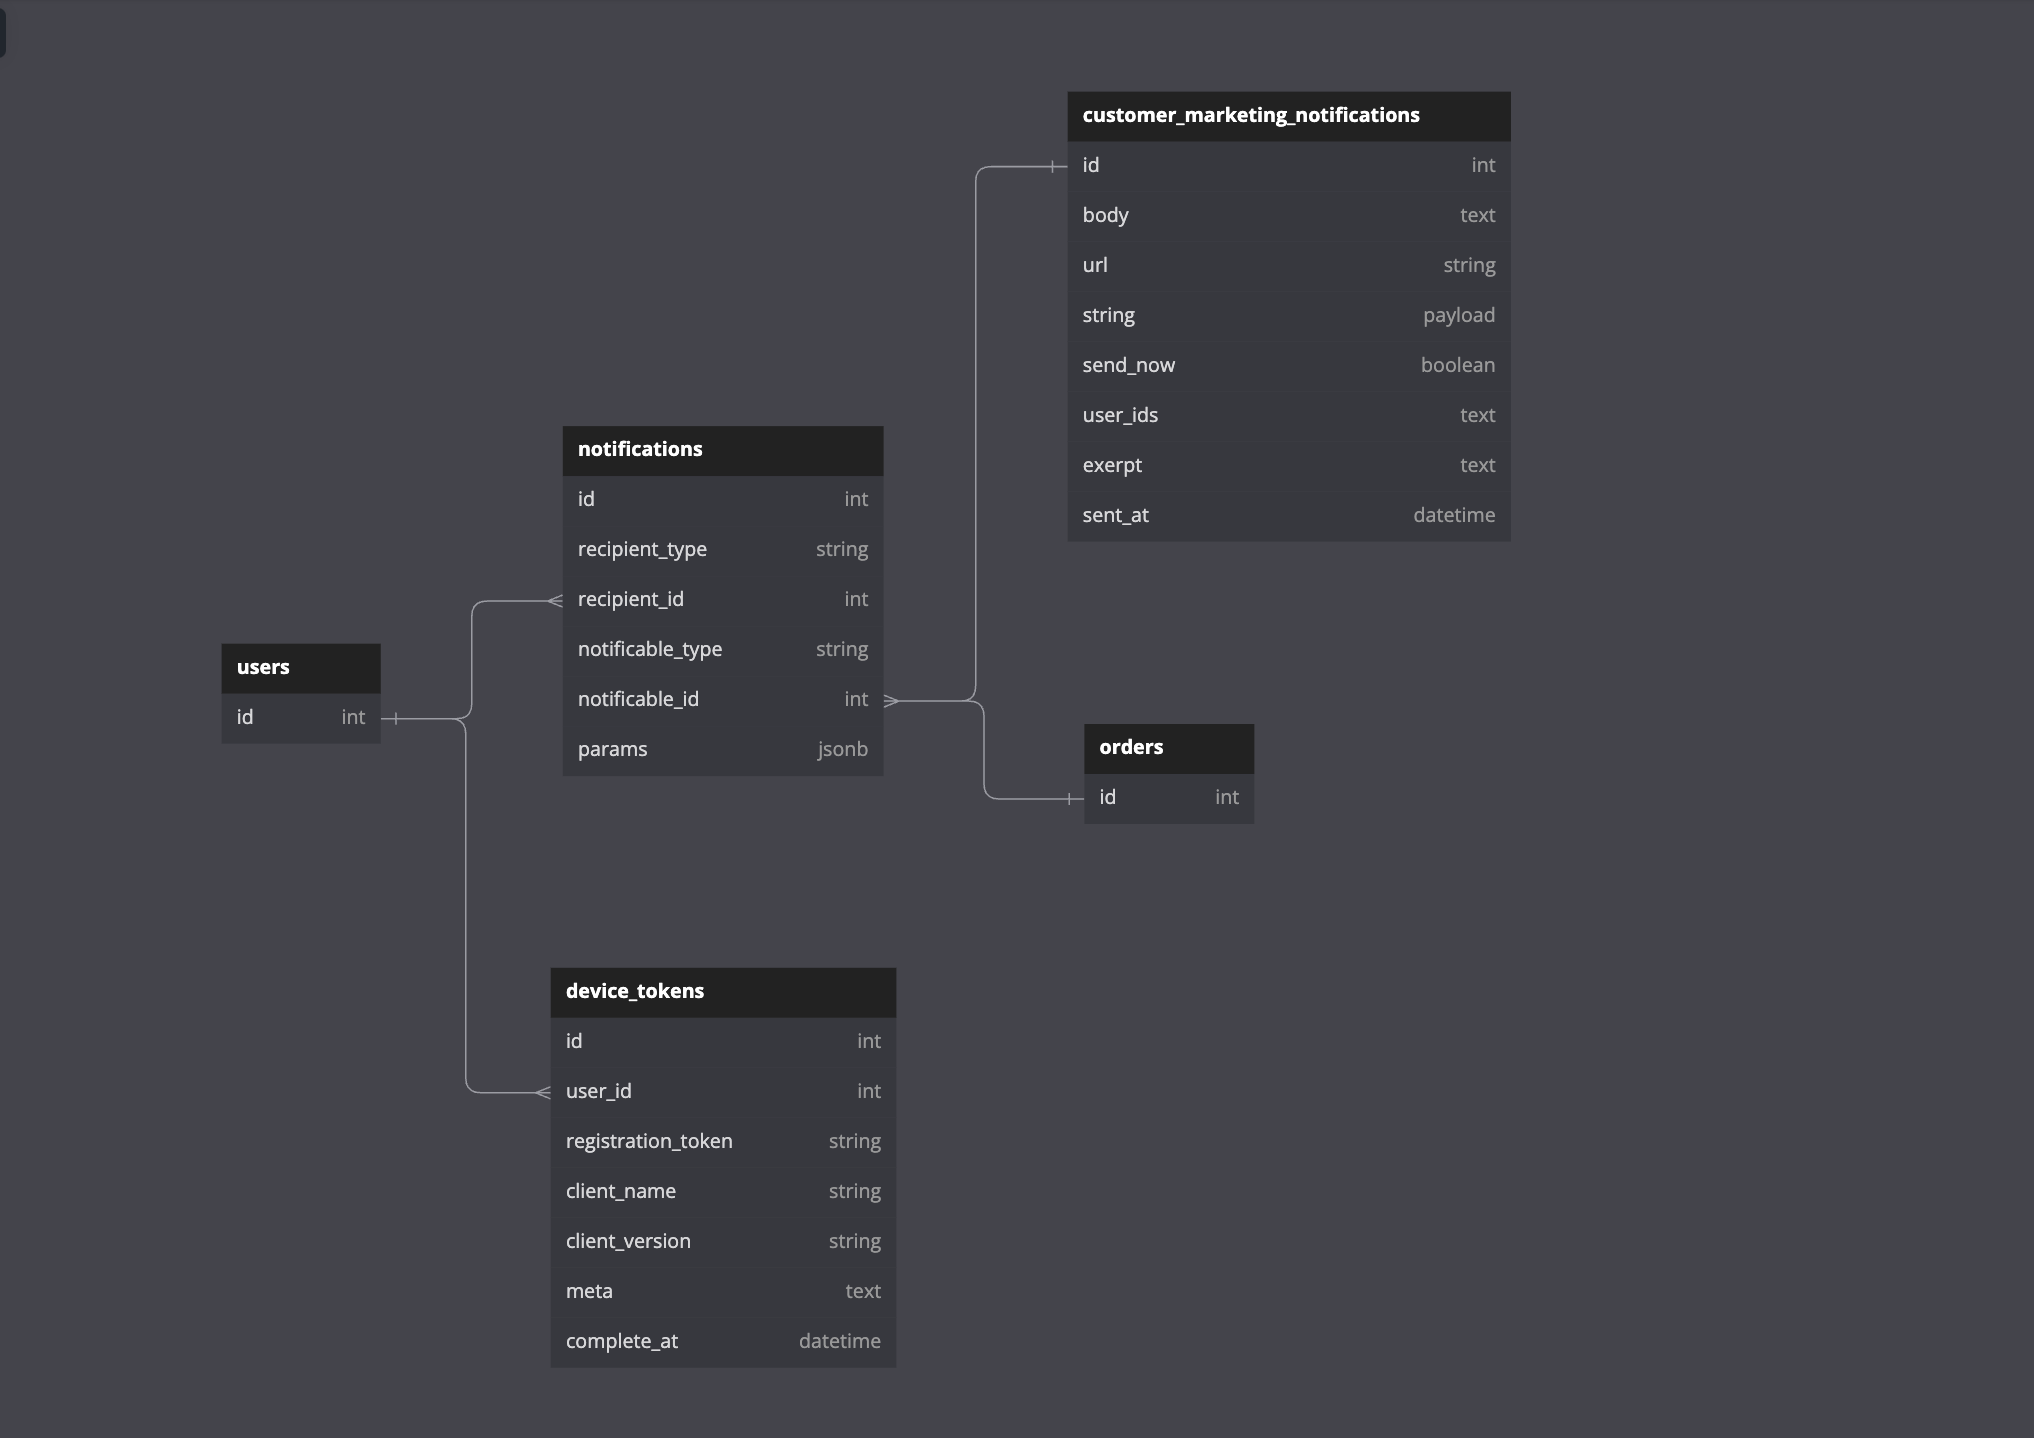 customer_marketing_notifications
id int
body text
url string
string payload
send_now boolean
user_ids text
exerpt text
sent_at datetime
notifications
id int
recipient_type string
recipient_id int
notificable_type string
notificable_id int
params jsonb
users
id int
orders
id int
device_tokens
id int
user_id int
registration_token string
client_name string
client_version string
meta text
complete_at datetime